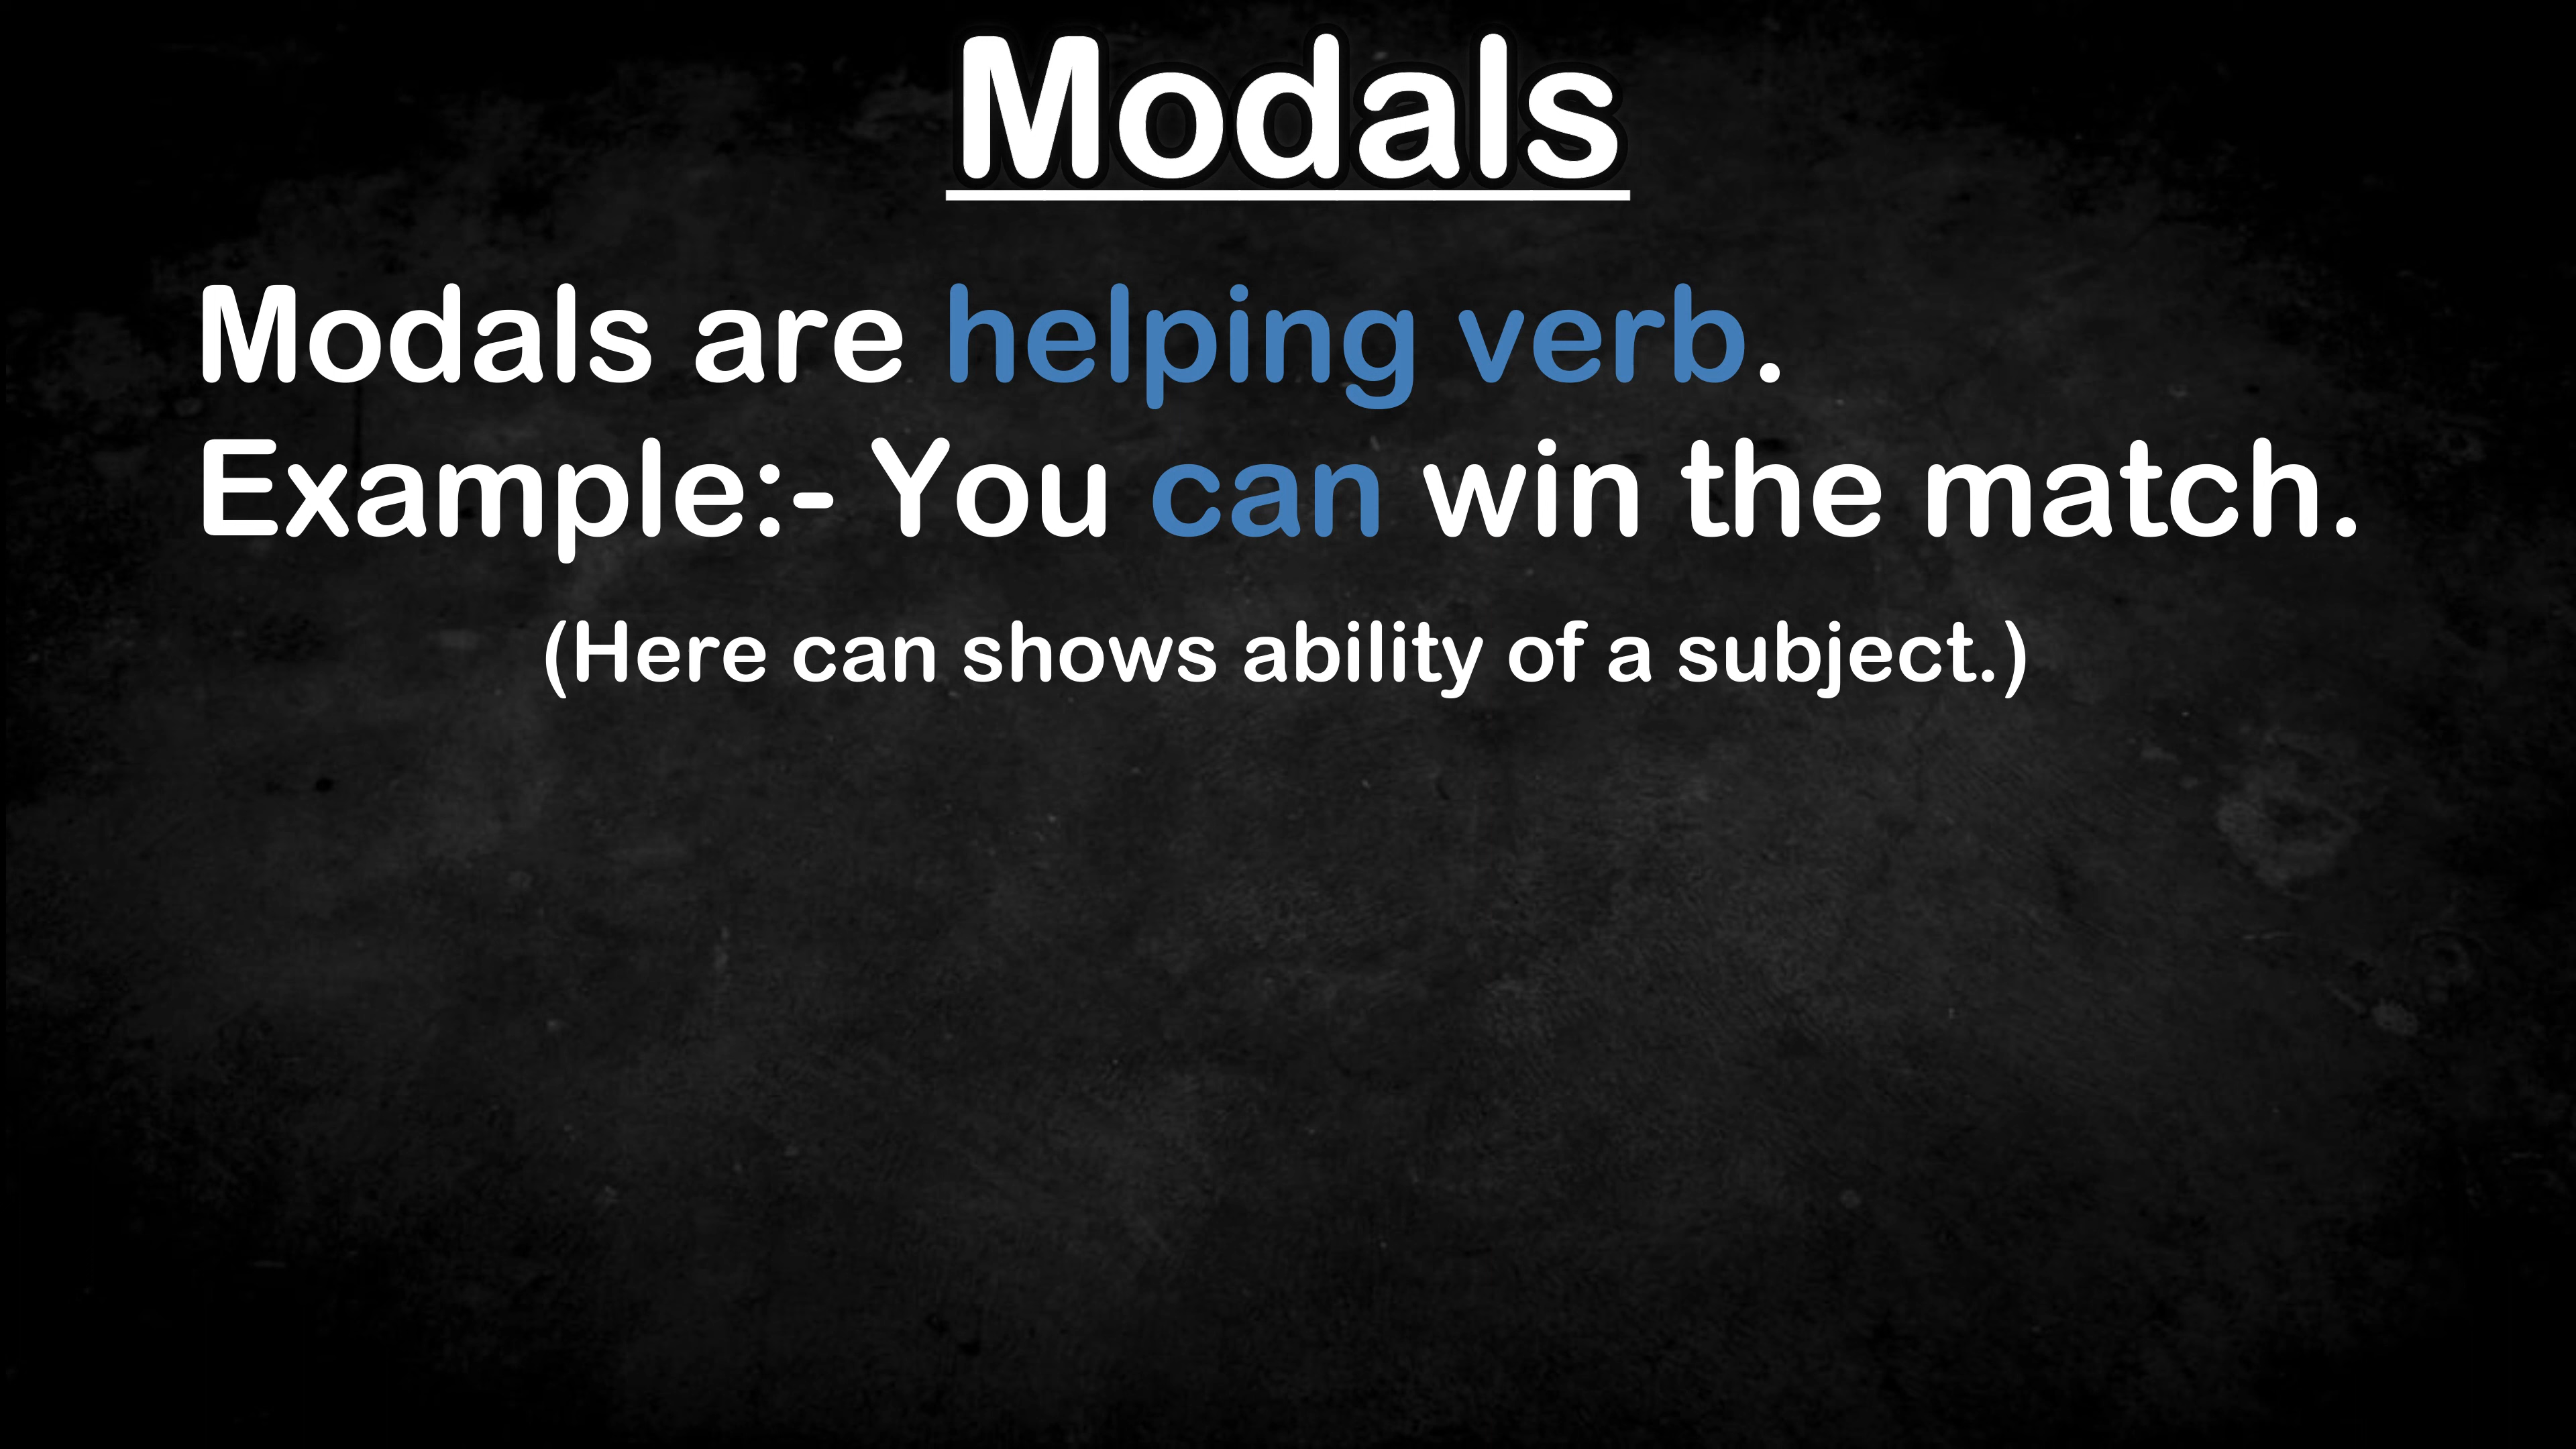 Modals
Modals are helping verb.
Example:- You can win the match.
(Here can shows ability of a subject.)